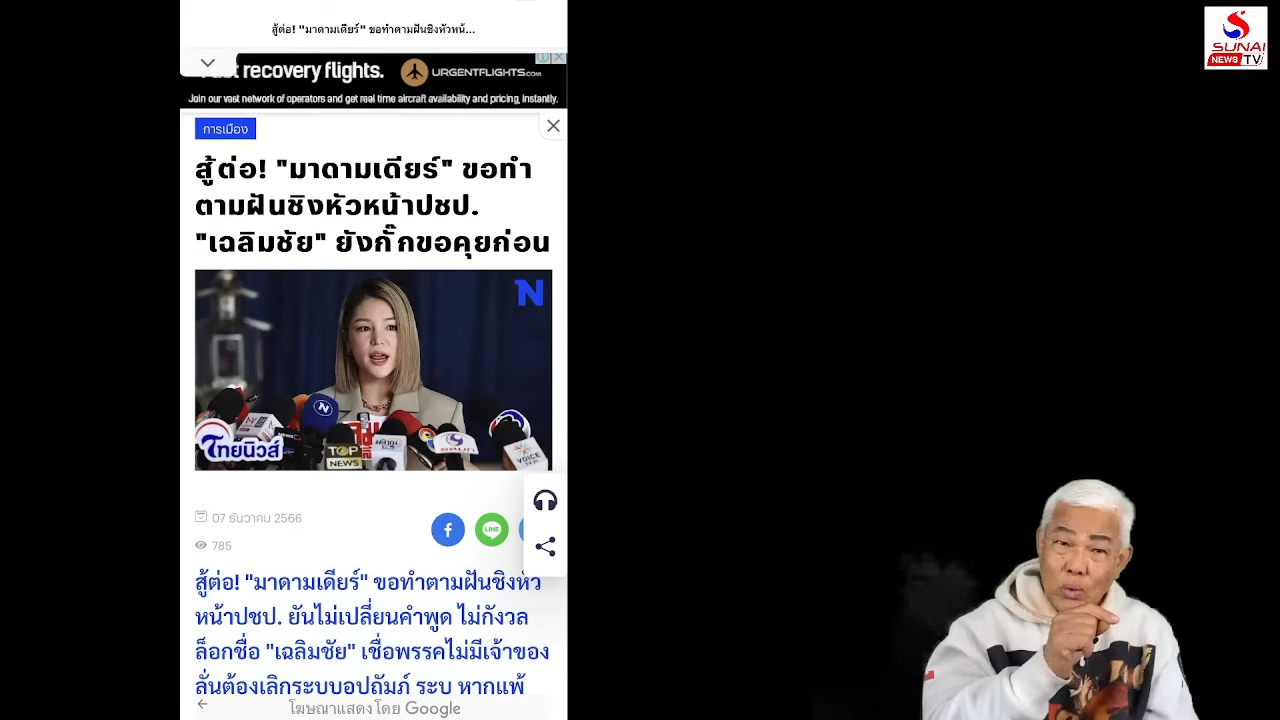 สู้ต่อ! "มาดามเดียร์" ขอทำตามฝันชิงหัวหน้...
recovery flights.
URGENTFLIGHTS.COM
Join our vast network of operators and get real time aircraft availability and pricing, instantly.
การเมือง
สู้ต่อ! "มาดามเดียร์" ขอทำ
ตามฝันชิงหัวหน้าปชป.
"เฉลิมชัย" ยังกั๊กขอคุยก่อน
N
N
ไทยนิวส์
TOP
NEWS
VOICE
07 ธันวาคม 2566
785
f
LINE
สู้ต่อ! "มาดามเดียร์" ขอทำตามฝันชิงหัว
หน้าปชป. ยันไม่เปลี่ยนคำพูด ไม่กังวล
ล็อกชื่อ "เฉลิมชัย" เชื่อพรรคไม่มีเจ้าของ
ลั่นต้องเลิกระบบอุปถัมภ์ ระบุ หากแพ้
โฆษณาแสดงโดย Google
SUNAI
NEWS TV